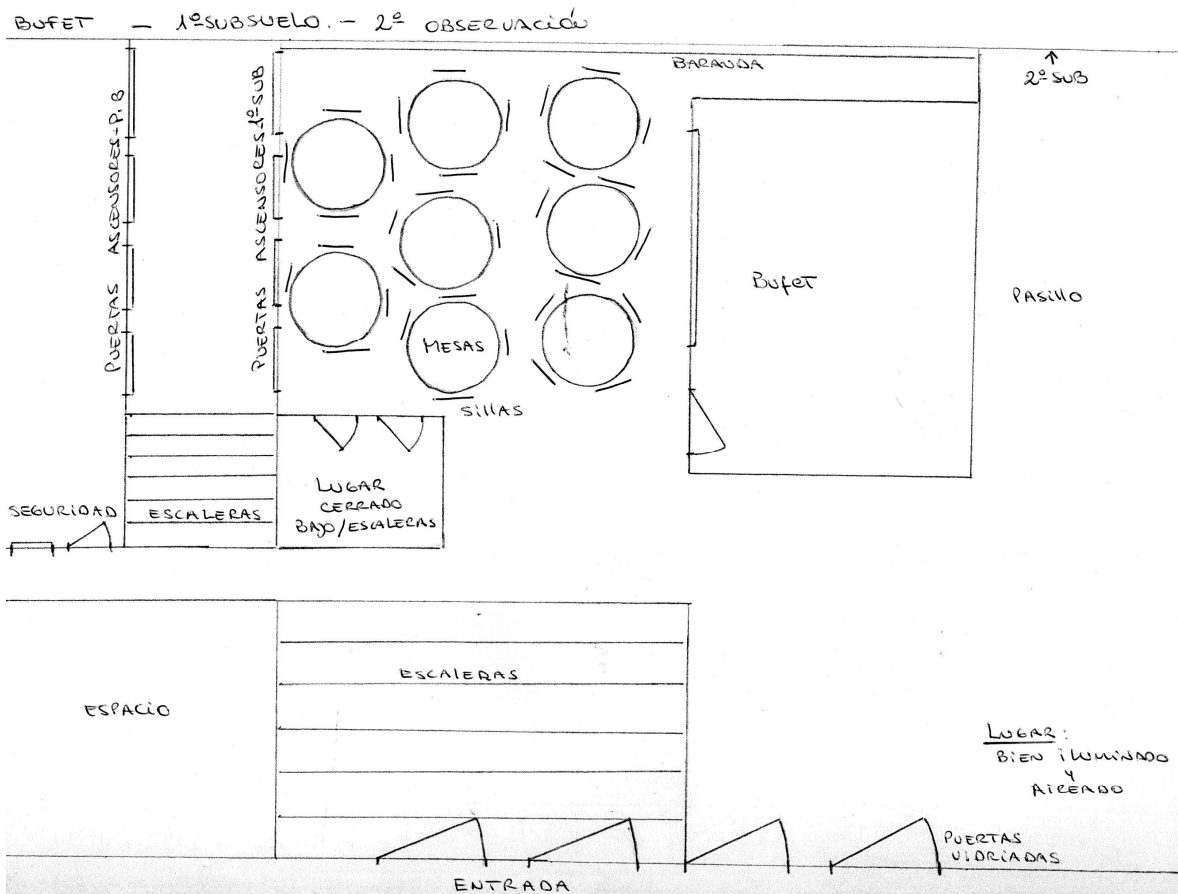 BUFET — 1º SUBSUELO. - 2º OBSERVACIÓN
BARANDA
2º SUB
PUERTAS ASCENSORES-P.B
PUERTAS ASCENSORES-1º SUB
BUFET
PASILLO
MESAS
SILLAS
LUGAR
CERRADO
BAJO/ESCALERAS
SEGURIDAD
ESCALERAS
ESCALERAS
ESPACIO
LUGAR:
BIEN ILUMINADO
Y
AIREADO
PUERTAS
VIDRIADAS
ENTRADA